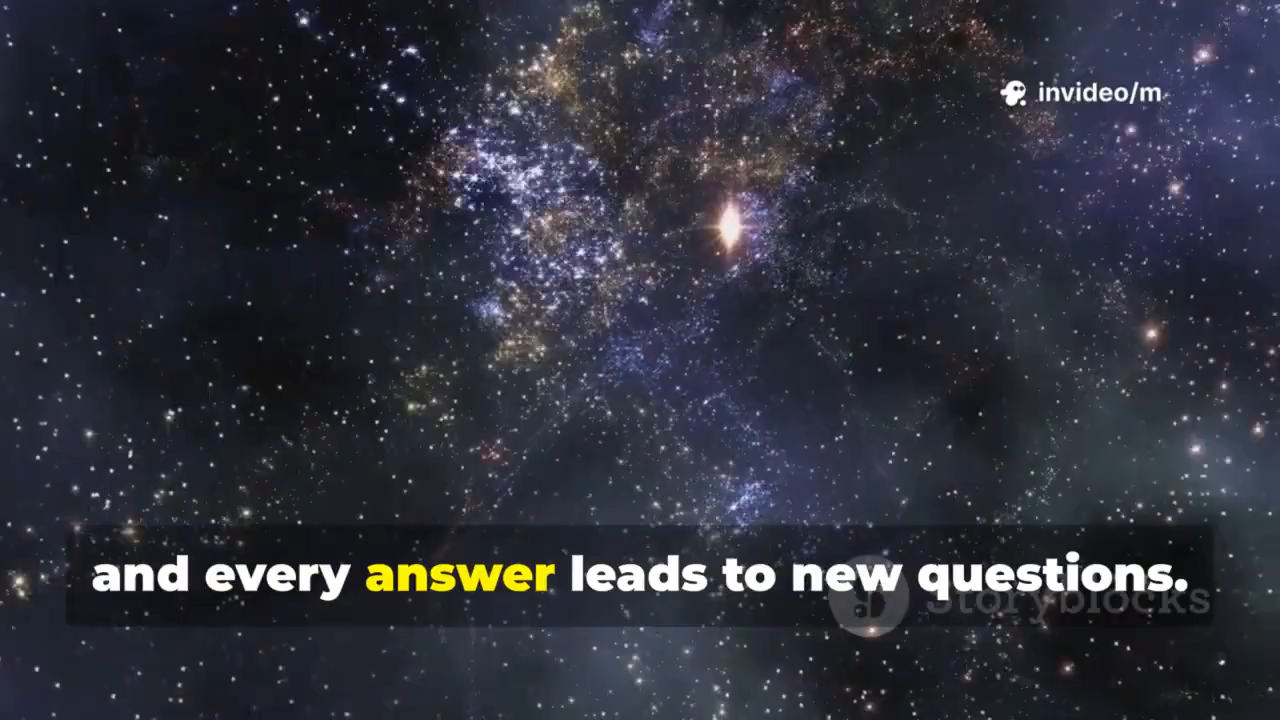 invideo/m
and every answer leads to new questions.
Storyblocks